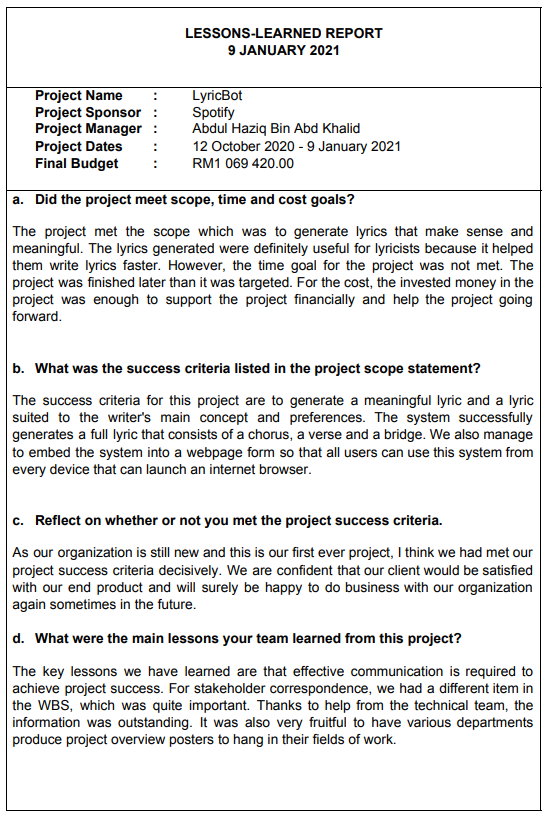 LESSONS-LEARNED REPORT
9 JANUARY 2021
Project Name : LyricBot
Project Sponsor : Spotify
Project Manager : Abdul Haziq Bin Abd Khalid
Project Dates : 12 October 2020 - 9 January 2021
Final Budget : RM1 069 420.00
a. Did the project meet scope, time and cost goals?
The project met the scope which was to generate lyrics that make sense and
meaningful. The lyrics generated were definitely useful for lyricists because it helped
them write lyrics faster. However, the time goal for the project was not met. The
project was finished later than it was targeted. For the cost, the invested money in the
project was enough to support the project financially and help the project going
forward.
b. What was the success criteria listed in the project scope statement?
The success criteria for this project are to generate a meaningful lyric and a lyric
suited to the writer's main concept and preferences. The system successfully
generates a full lyric that consists of a chorus, a verse and a bridge. We also manage
to embed the system into a webpage form so that all users can use this system from
every device that can launch an internet browser.
c. Reflect on whether or not you met the project success criteria.
As our organization is still new and this is our first ever project, I think we had met our
project success criteria decisively. We are confident that our client would be satisfied
with our end product and will surely be happy to do business with our organization
again sometimes in the future.
d. What were the main lessons your team learned from this project?
The key lessons we have learned are that effective communication is required to
achieve project success. For stakeholder correspondence, we had a different item in
the WBS, which was quite important. Thanks to help from the technical team, the
information was outstanding. It was also very fruitful to have various departments
produce project overview posters to hang in their fields of work.